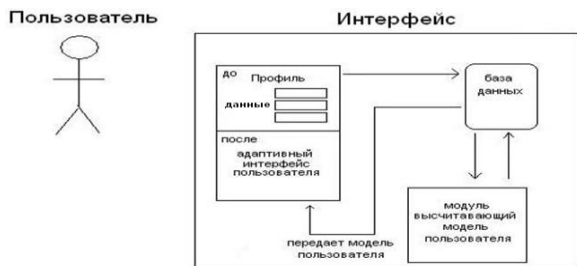 Пользователь
Интерфейс
до
Профиль
данные
после
адаптивный
интерфейс
пользователя
база
данных
модуль
высчитавающий
модель
пользователя
передает модель
пользователя